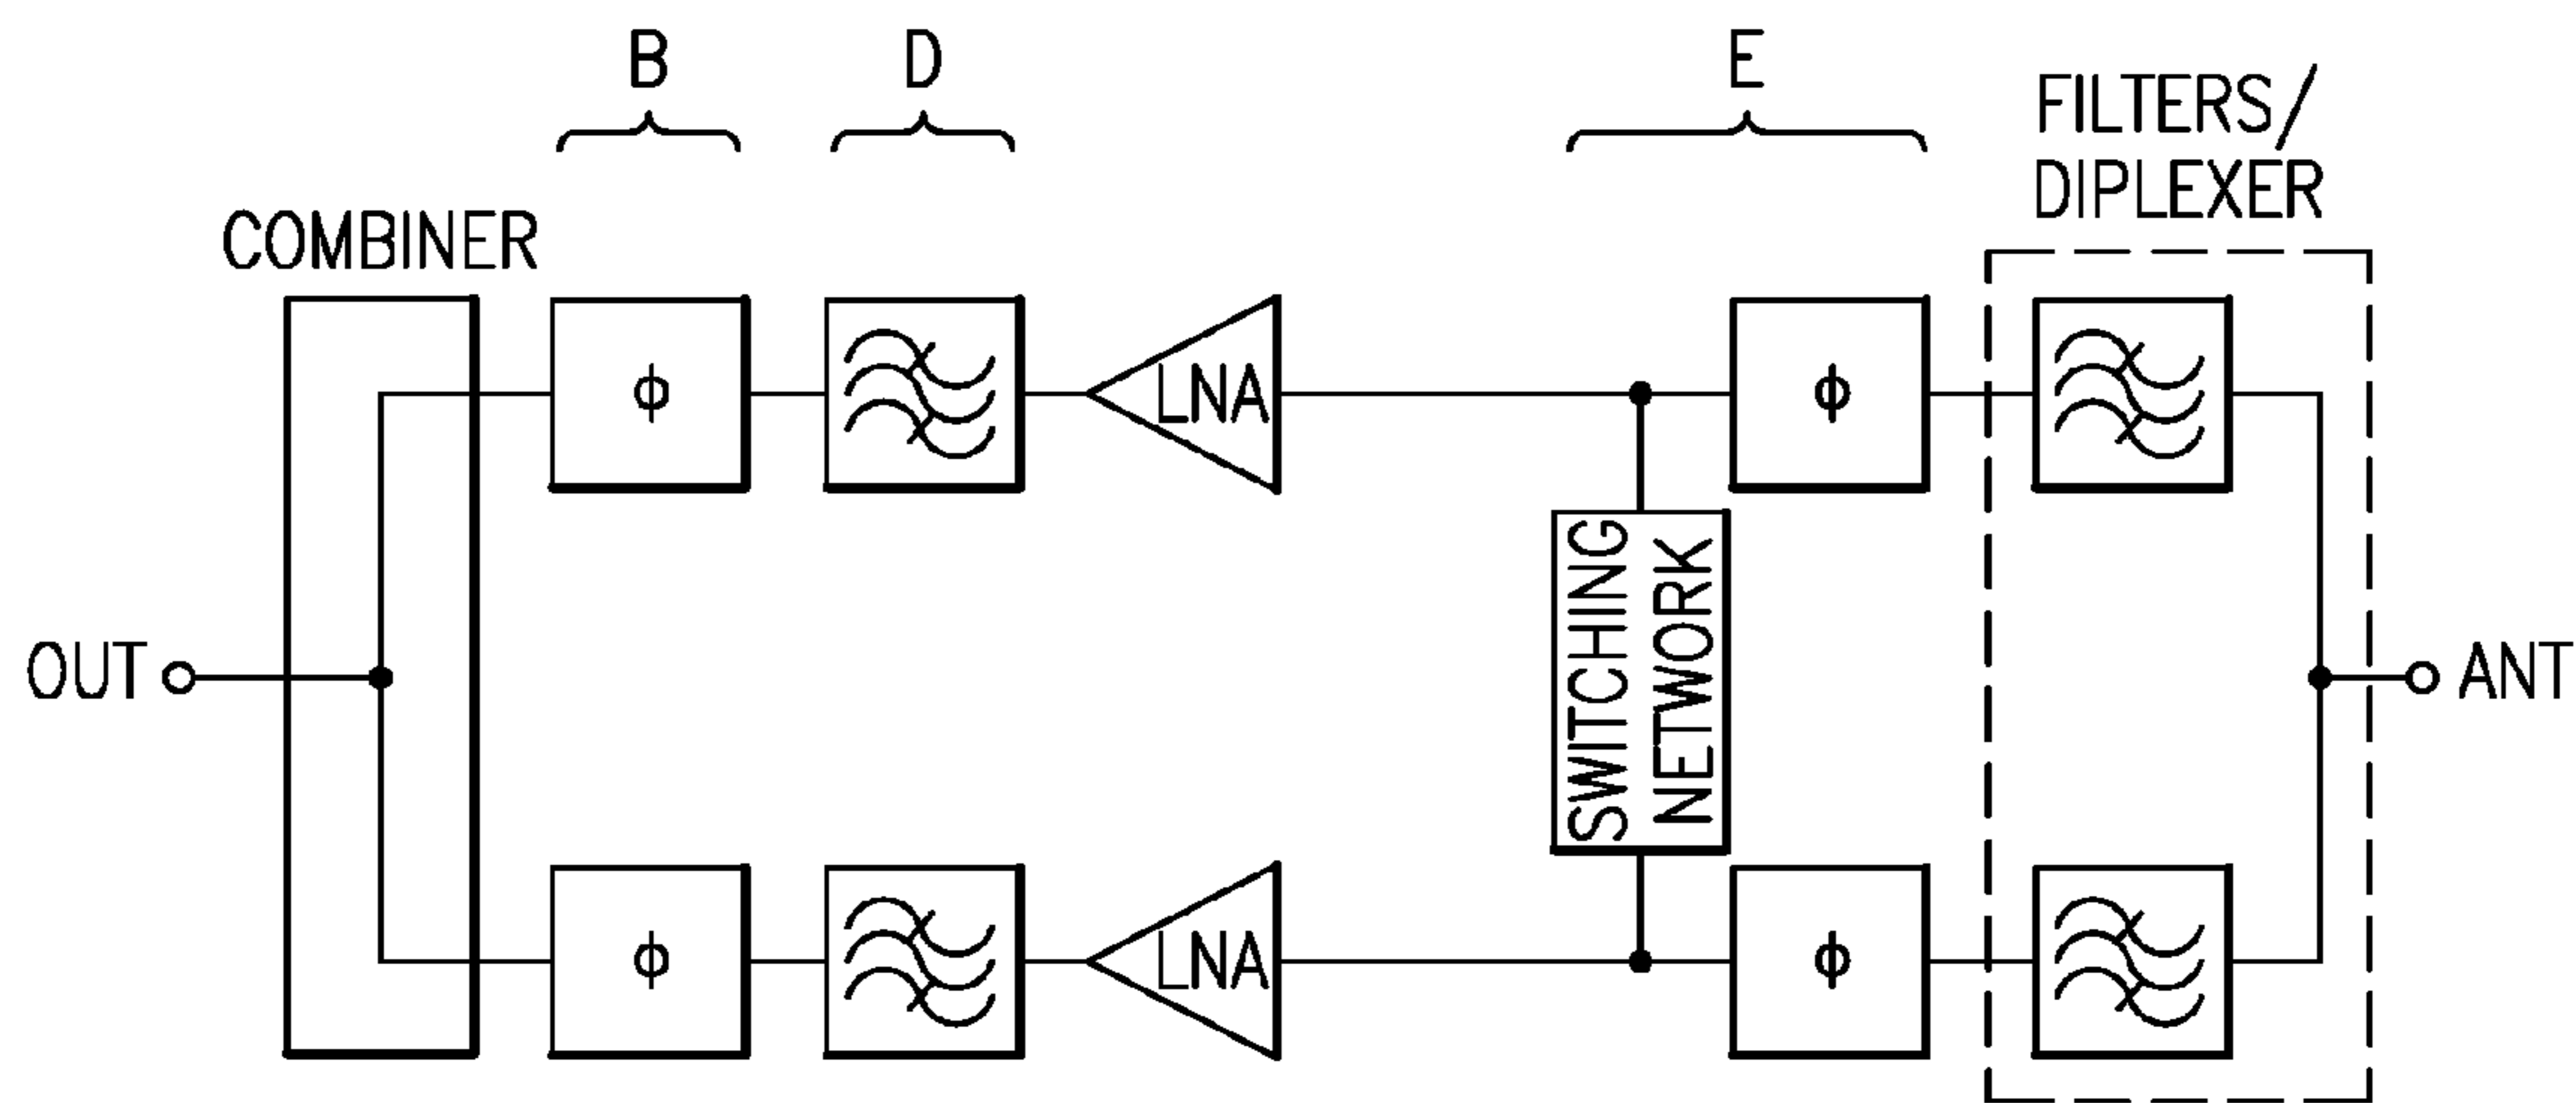 B
D
E
FILTERS/
DIPLEXER
COMBINER
ϕ
LNA
ϕ
SWITCHING
NETWORK
OUT
ANT
ϕ
LNA
ϕ